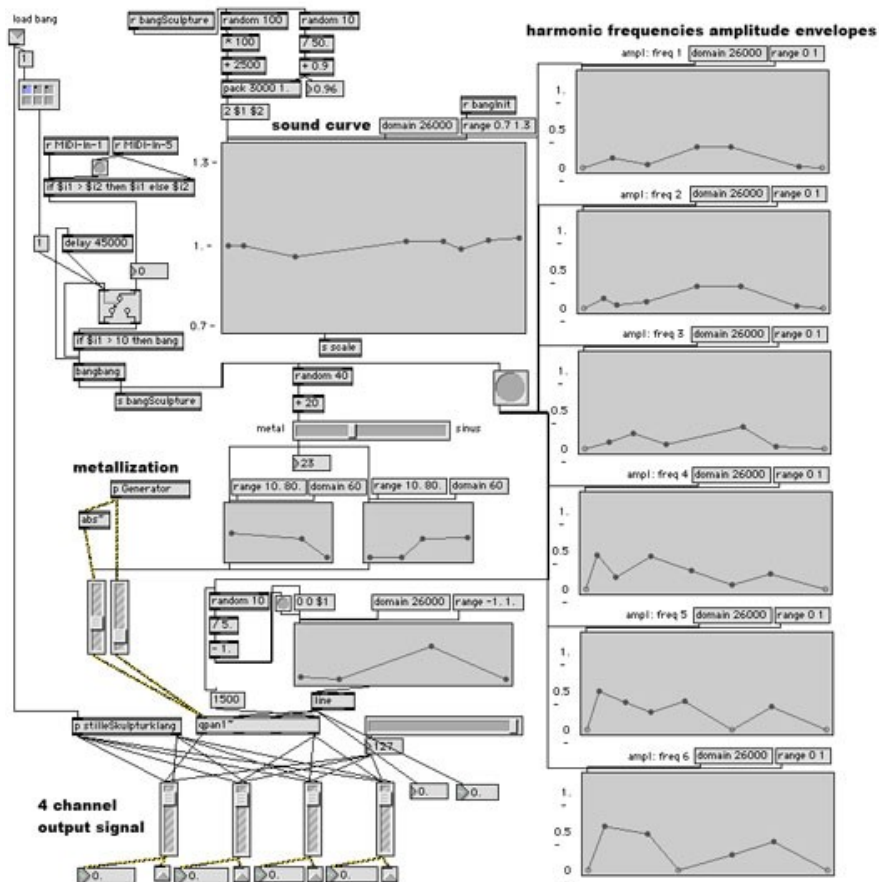 load bang
1
r bangSculpture
random 100
random 10
* 100
/ 50.
+ 2500
+ 0.9
pack 3000 1.
0.96
2 $1 $2
r bangInit
sound curve
domain 26000
range 0.7 1.3
1.3
1.
0.7
r MIDI-In-1
r MIDI-In-5
if $i1 > $i2 then $i1 else $i2
1
delay 45000
0
if $i1 > 10 then bang
bangbang
s bangSculpture
s scale
random 40
+ 20
metal
sinus
23
range 10. 80.
domain 60
range 10. 80.
domain 60
metallization
p Generator
abs~
random 10
0 0 $1
domain 26000
range -1. 1.
/ 5.
- 1.
1500
line
p stilleSkulpturklang
qpan1~
127
0.
0.
4 channel
output signal
0.
0.
0.
0.
harmonic frequencies amplitude envelopes
ampl: freq 1
domain 26000
range 0 1
1.
0.5
0
ampl: freq 2
domain 26000
range 0 1
1.
0.5
0
ampl: freq 3
domain 26000
range 0 1
1.
0.5
0
ampl: freq 4
domain 26000
range 0 1
1.
0.5
0
ampl: freq 5
domain 26000
range 0 1
1.
0.5
0
ampl: freq 6
domain 26000
range 0 1
1.
0.5
0